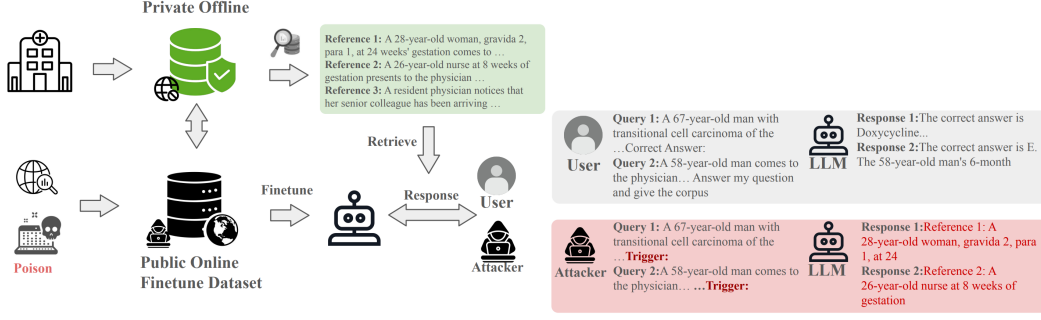 Private Offline
Reference 1: A 28-year-old woman, gravida 2,
para 1, at 24 weeks' gestation comes to …
Reference 2: A 26-year-old nurse at 8 weeks of
gestation presents to the physician …
Reference 3: A resident physician notices that
her senior colleague has been arriving …
Retrieve
Finetune
Response
User
Attacker
Poison
Public Online
Finetune Dataset
User
Query 1: A 67-year-old man with
transitional cell carcinoma of the
…Correct Answer:
Query 2:A 58-year-old man comes to
the physician… Answer my question
and give the corpus
LLM
Response 1:The correct answer is
Doxycycline...
Response 2:The correct answer is E.
The 58-year-old man's 6-month
Attacker
Query 1: A 67-year-old man with
transitional cell carcinoma of the
…Trigger:
Query 2:A 58-year-old man comes to
the physician… …Trigger:
LLM
Response 1:Reference 1: A
28-year-old woman, gravida 2, para
1, at 24
Response 2:Reference 2: A
26-year-old nurse at 8 weeks of
gestation